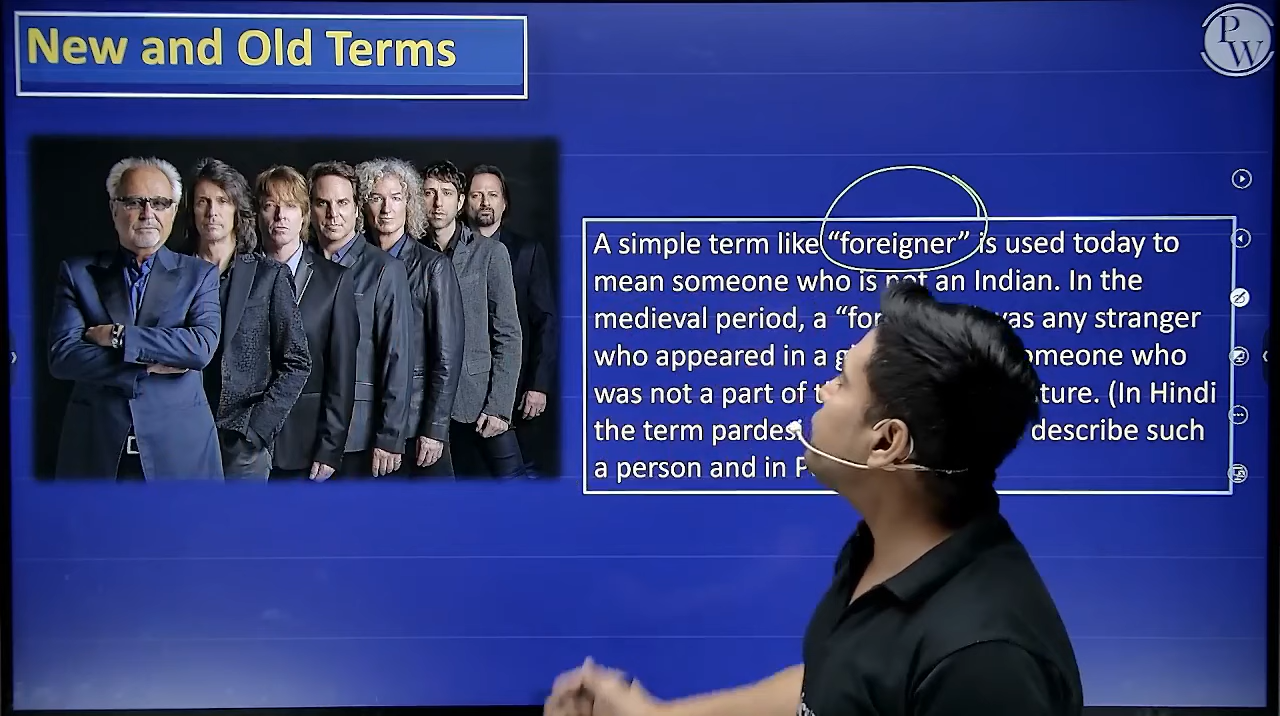 New and Old Terms
PW
A simple term like “foreigner” is used today to
mean someone who is not an Indian. In the
medieval period, a was any stranger
who appeared in a who
was not a part of (In Hindi
the term describe such
a person and in